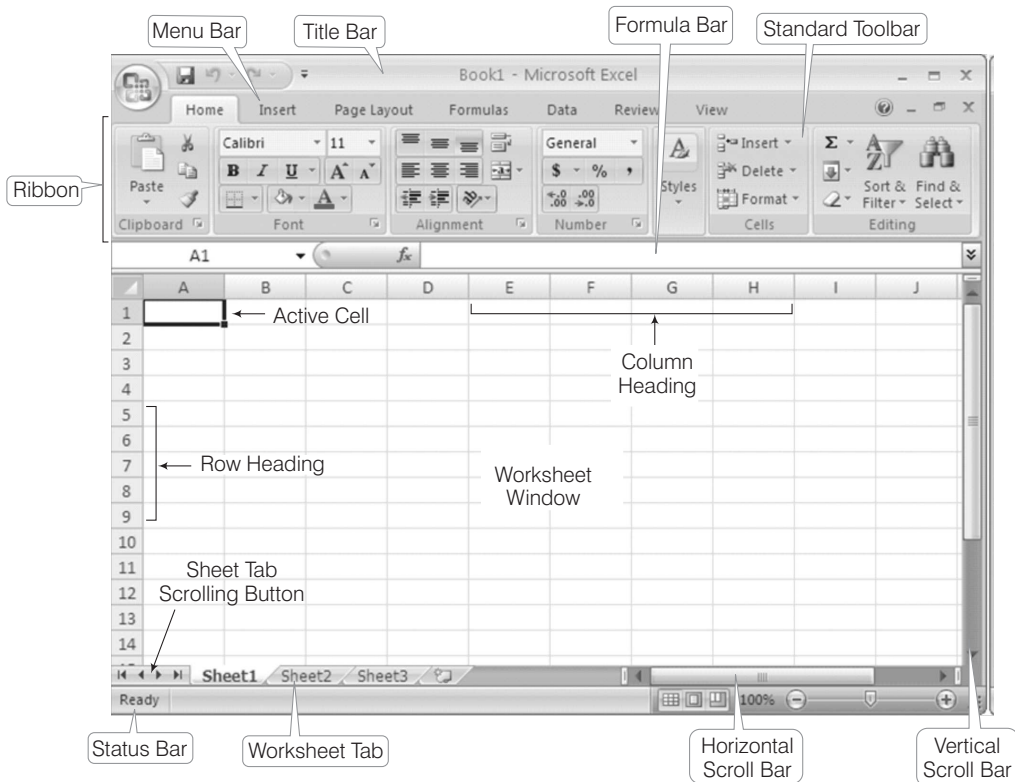 Menu Bar
Title Bar
Formula Bar
Standard Toolbar
Book1 - Microsoft Excel
Home Insert Page Layout Formulas Data Review View
Ribbon
Paste
Clipboard
Calibri 11
B I U A A
A
Font
Alignment
General
$ % ,
.0 .00
.00 .0
Number
A
Styles
Insert
Delete
Format
Cells
Σ
A
Z
Sort &
Filter
Find &
Select
Editing
A1 fx
A B C D E F G H I J
1
Active Cell
2
3
Column
Heading
4
5
6
7
Row Heading
Worksheet
Window
8
9
10
11
Sheet Tab
Scrolling Button
12
13
14
Sheet1 Sheet2 Sheet3
Ready
100%
Status Bar
Worksheet Tab
Horizontal
Scroll Bar
Vertical
Scroll Bar